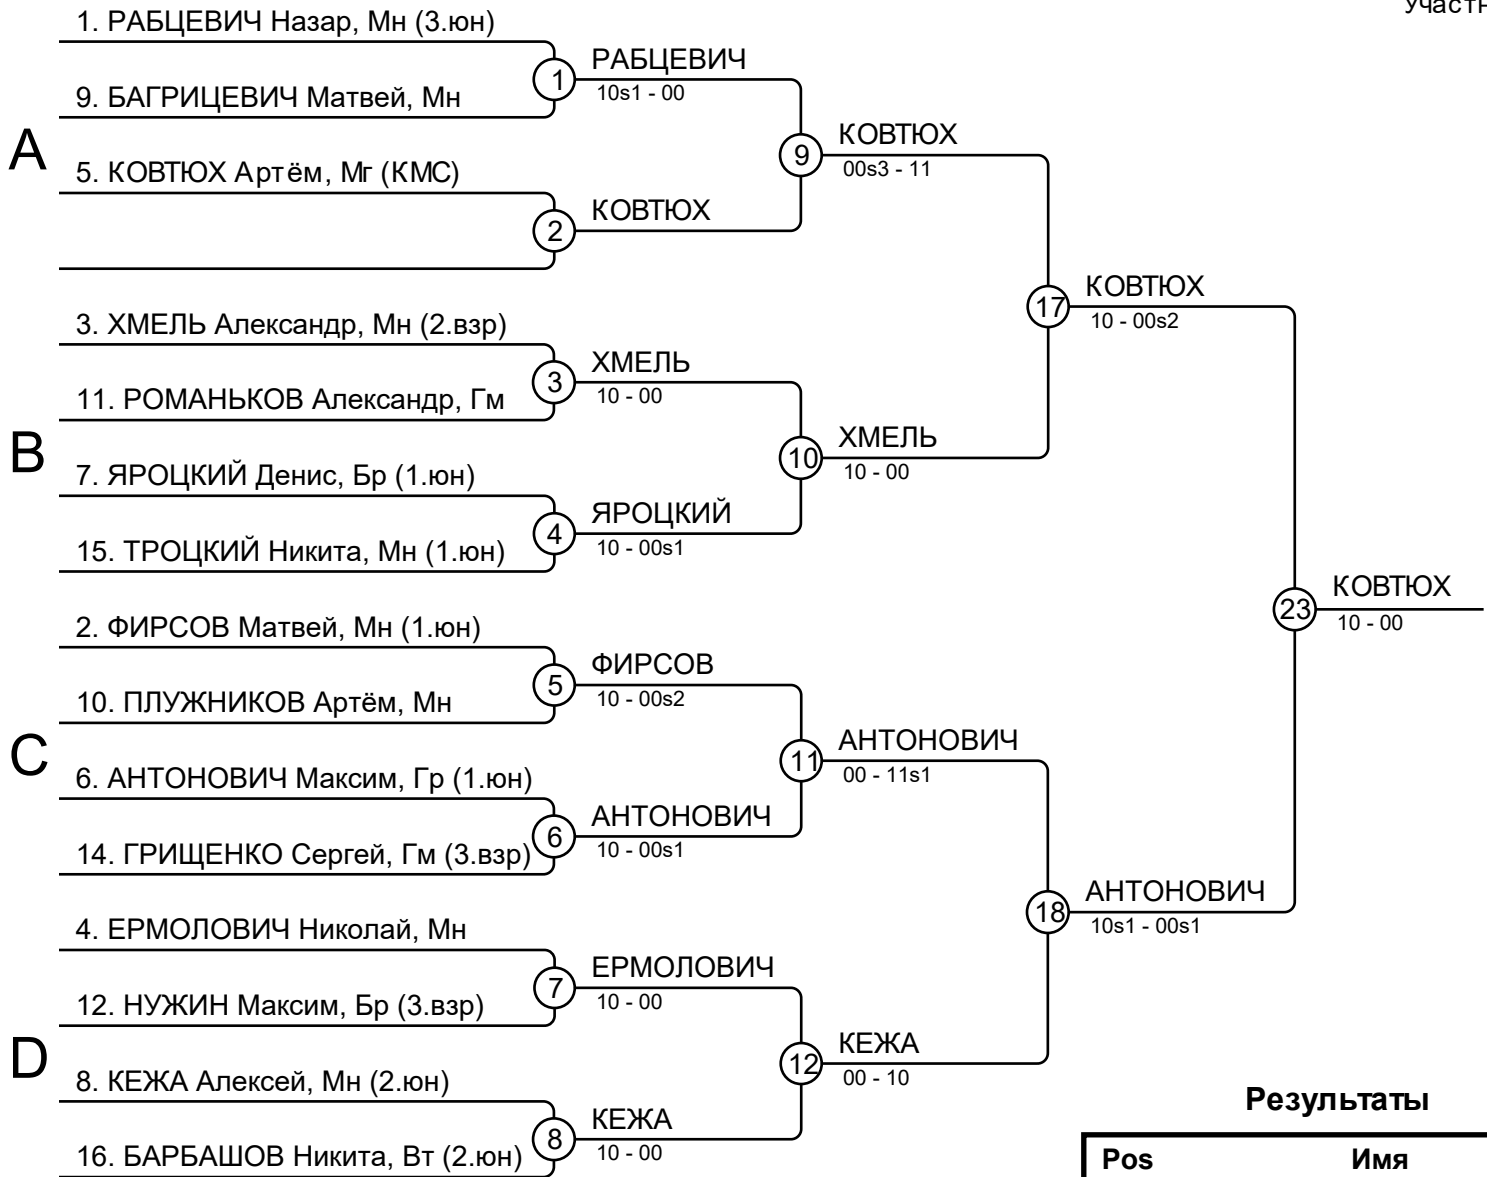 Участн
1. РАБЦЕВИЧ Назар, Мн (3.юн)
1
РАБЦЕВИЧ
10s1 - 00
9. БАГРИЦЕВИЧ Матвей, Мн
A
9
КОВТЮХ
00s3 - 11
5. КОВТЮХ Артём, Мг (КМС)
2
КОВТЮХ
17
КОВТЮХ
10 - 00s2
3. ХМЕЛЬ Александр, Мн (2.взр)
3
ХМЕЛЬ
10 - 00
11. РОМАНЬКОВ Александр, Гм
B
10
ХМЕЛЬ
10 - 00
7. ЯРОЦКИЙ Денис, Бр (1.юн)
4
ЯРОЦКИЙ
10 - 00s1
15. ТРОЦКИЙ Никита, Мн (1.юн)
23
КОВТЮХ
10 - 00
2. ФИРСОВ Матвей, Мн (1.юн)
5
ФИРСОВ
10 - 00s2
10. ПЛУЖНИКОВ Артём, Мн
C
11
АНТОНОВИЧ
00 - 11s1
6. АНТОНОВИЧ Максим, Гр (1.юн)
6
АНТОНОВИЧ
10 - 00s1
14. ГРИЩЕНКО Сергей, Гм (3.взр)
18
АНТОНОВИЧ
10s1 - 00s1
4. ЕРМОЛОВИЧ Николай, Мн
7
ЕРМОЛОВИЧ
10 - 00
12. НУЖИН Максим, Бр (3.взр)
D
12
КЕЖА
00 - 10
8. КЕЖА Алексей, Мн (2.юн)
8
КЕЖА
10 - 00
16. БАРБАШОВ Никита, Вт (2.юн)
Результаты
Pos Имя